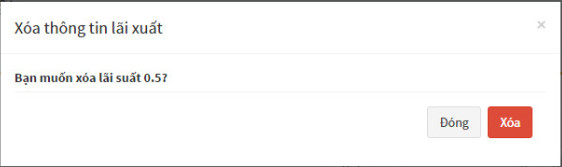 Xóa thông tin lãi xuất
×
Bạn muốn xóa lãi suất 0.5?
Đóng Xóa